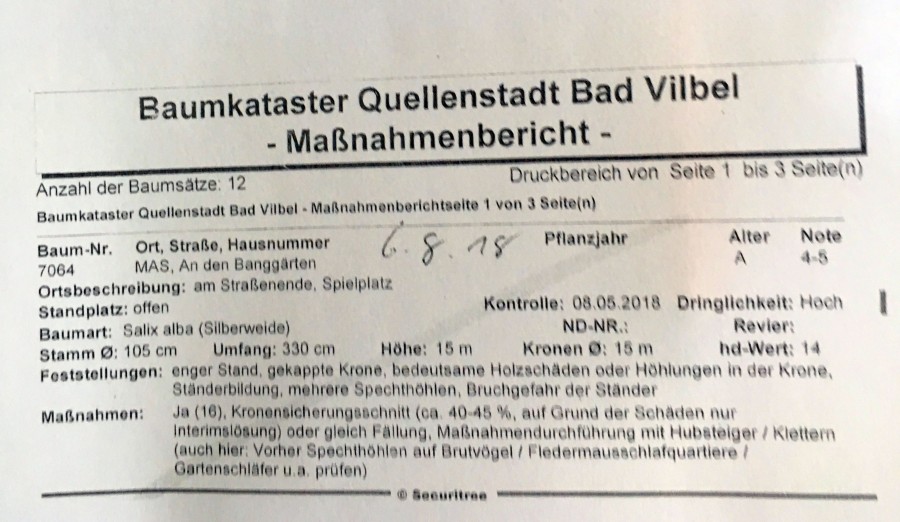 Baumkataster Quellenstadt Bad Vilbel
- Maßnahmenbericht -
Anzahl der Baumsätze: 12 Druckbereich von Seite 1 bis 3 Seite(n)
Baumkataster Quellenstadt Bad Vilbel - Maßnahmenberichtseite 1 von 3 Seite(n)
Baum-Nr. Ort, Straße, Hausnummer 6.8.18 Pflanzjahr Alter Note
7064 MAS, An den Banggärten A 4-5
Ortsbeschreibung: am Straßenende, Spielplatz
Standplatz: offen Kontrolle: 08.05.2018 Dringlichkeit: Hoch
Baumart: Salix alba (Silberweide) ND-NR.: Revier:
Stamm Ø: 105 cm Umfang: 330 cm Höhe: 15 m Kronen Ø: 15 m hd-Wert: 14
Feststellungen: enger Stand, gekappte Krone, bedeutsame Holzschäden oder Höhlungen in der Krone,
Ständerbildung, mehrere Spechthöhlen, Bruchgefahr der Ständer
Maßnahmen: Ja (16), Kronensicherungsschnitt (ca. 40-45 %, auf Grund der Schäden nur
Interimslösung) oder gleich Fällung, Maßnahmendurchführung mit Hubsteiger / Klettern
(auch hier: Vorher Spechthöhlen auf Brutvögel / Fledermausschlafquartiere /
Gartenschläfer u.a. prüfen)
© Securitree